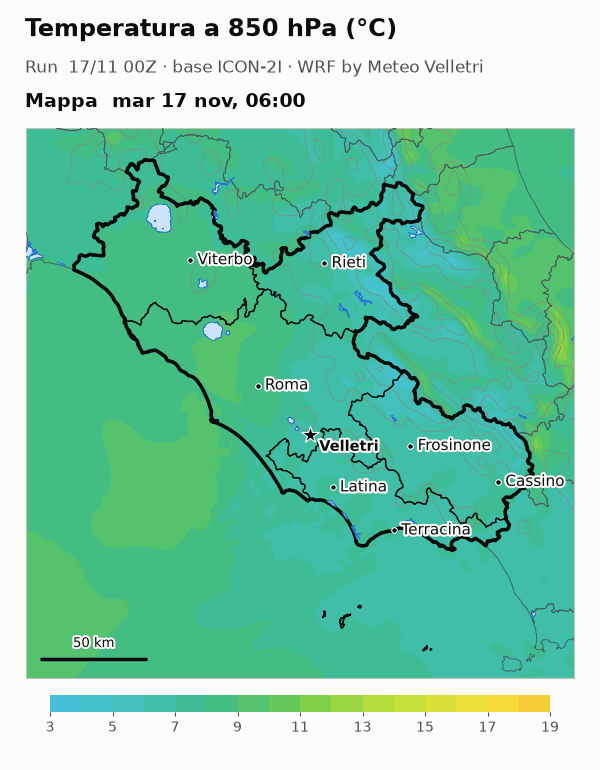 Temperatura a 850 hPa (°C)
Run  17/11 00Z · base ICON-2I · WRF by Meteo Velletri
Mappa  mar 17 nov, 06:00
Viterbo
Rieti
Roma
Velletri
Frosinone
Cassino
Latina
Terracina
50 km
3 5 7 9 11 13 15 17 19